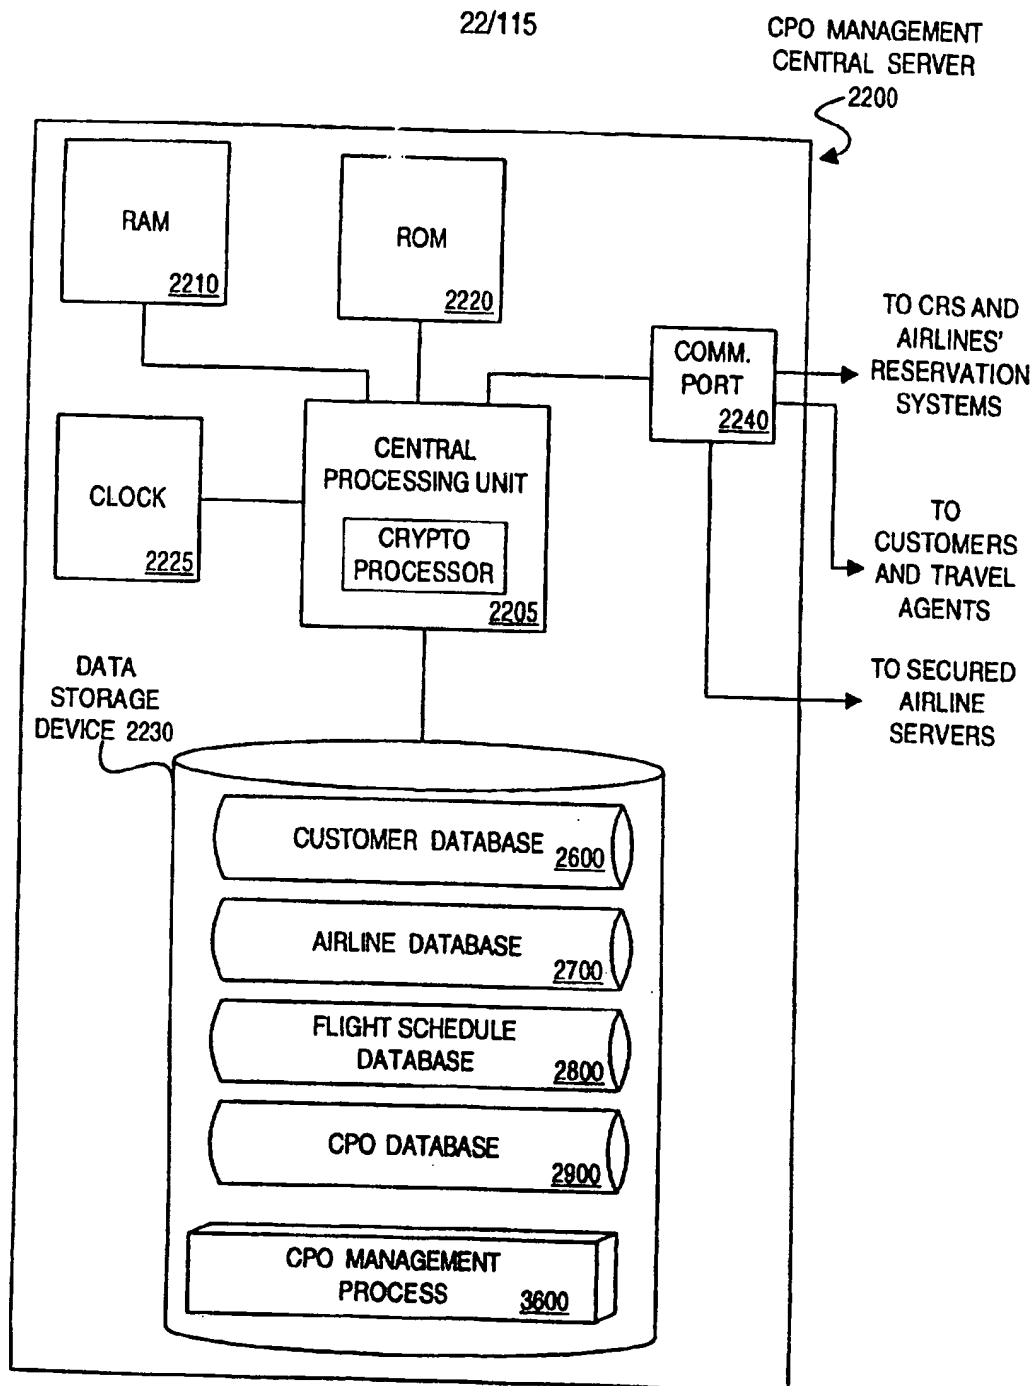 22/115
CPO MANAGEMENT
CENTRAL SERVER
2200
RAM
2210
ROM
2220
COMM.
PORT
2240
TO CRS AND
AIRLINES'
RESERVATION
SYSTEMS
CLOCK
2225
CENTRAL
PROCESSING UNIT
CRYPTO
PROCESSOR
2205
TO
CUSTOMERS
AND TRAVEL
AGENTS
TO SECURED
AIRLINE
SERVERS
DATA
STORAGE
DEVICE 2230
CUSTOMER DATABASE
2600
AIRLINE DATABASE
2700
FLIGHT SCHEDULE
DATABASE
2800
CPO DATABASE
2900
CPO MANAGEMENT
PROCESS
3600